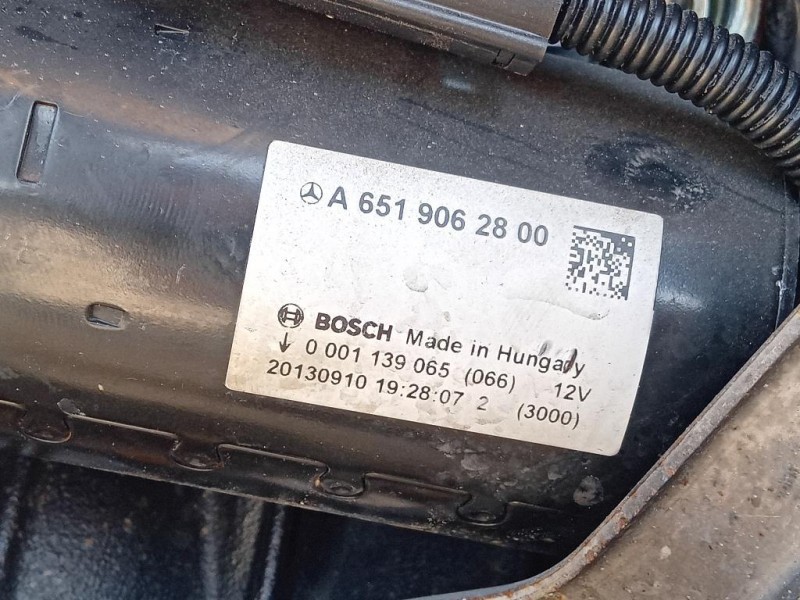 A 651 906 28 00
BOSCH Made in Hungary
0 001 139 065 (066) 12V
20130910 19:28:07 2 (3000)